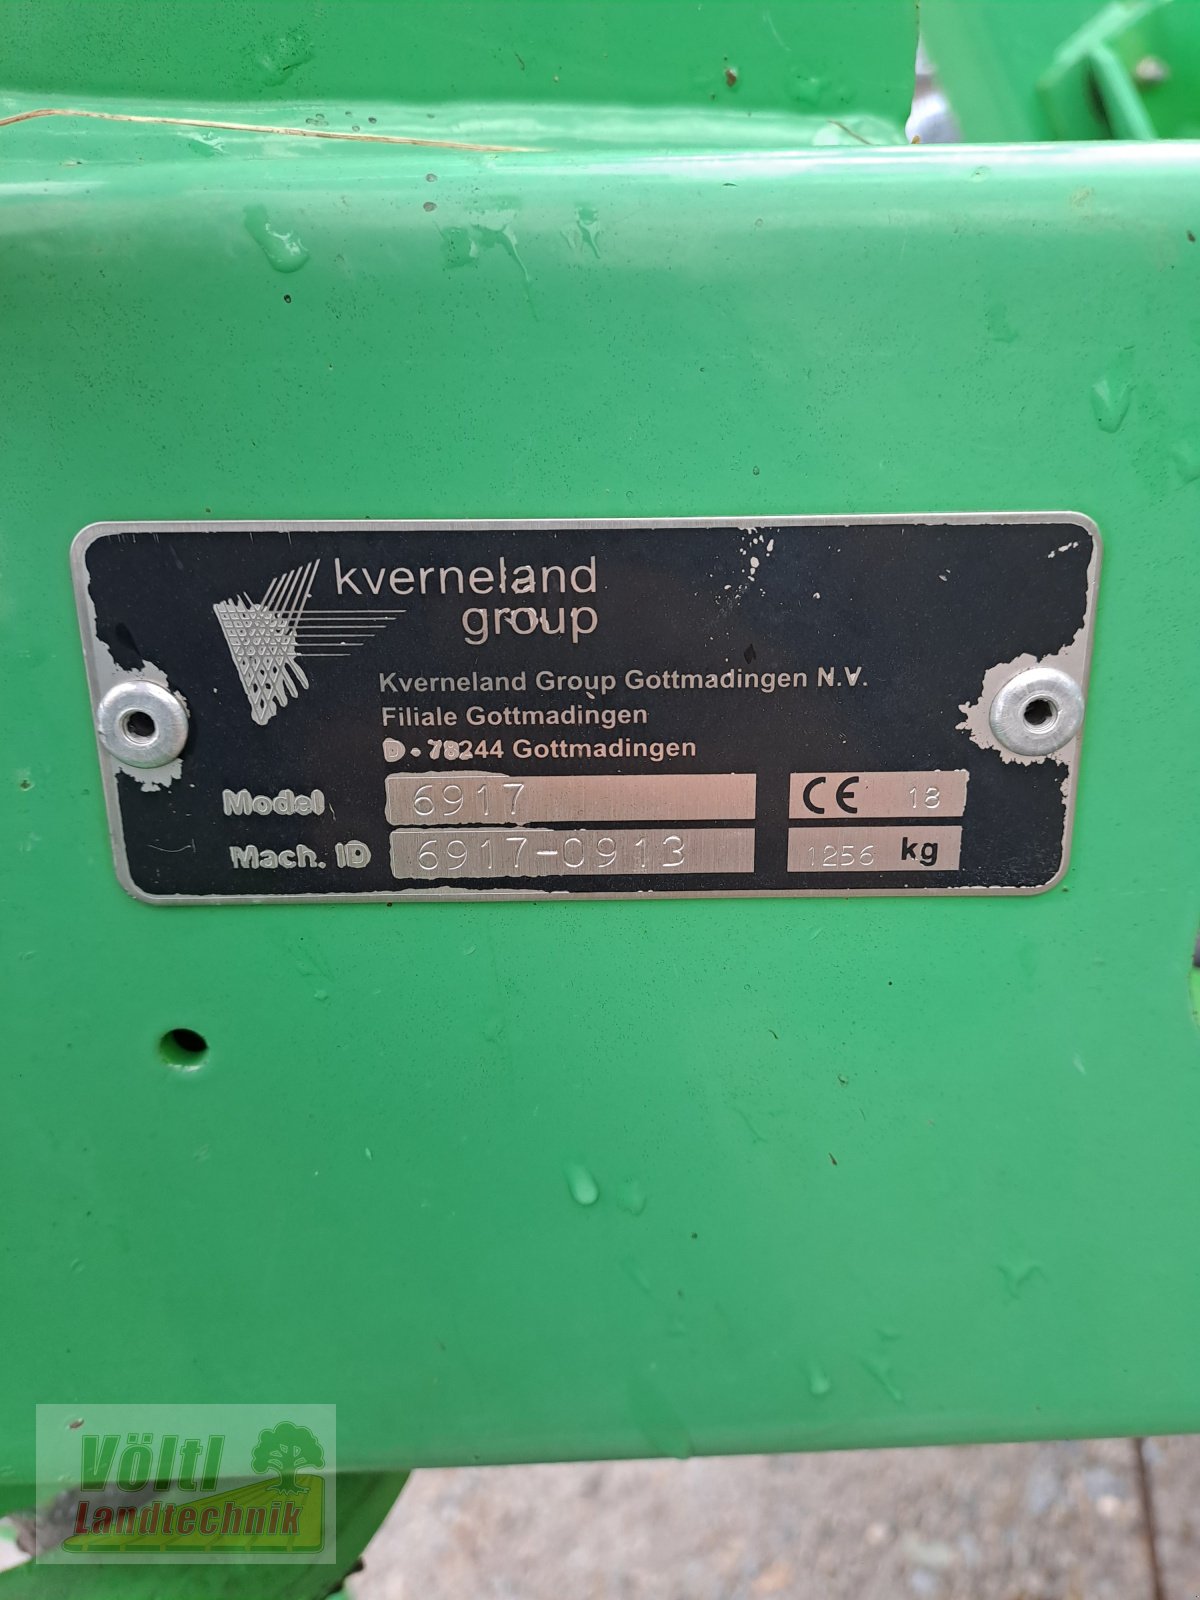 kverneland
group
Kverneland Group Gottmadingen N.V.
Filiale Gottmadingen
D - 78244 Gottmadingen
Model 6917 CE 18
Mach. ID 6917-0913 1256 kg
Völtl
Landtechnik